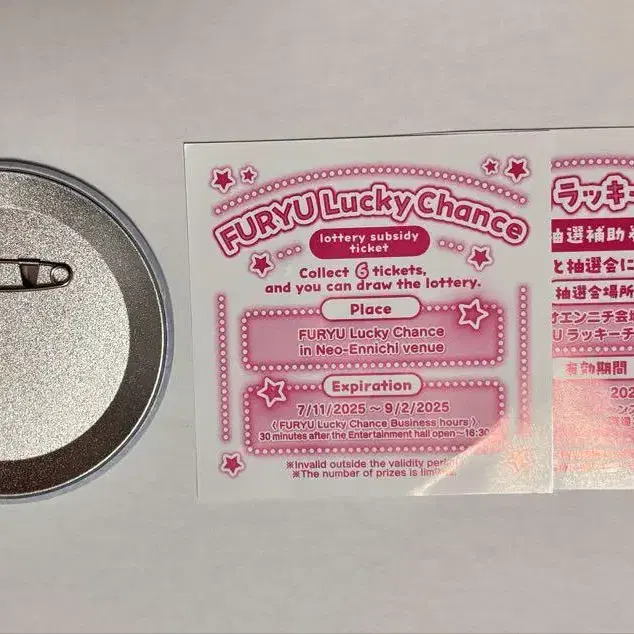 FURYU Lucky Chance
lottery subsidy
ticket
Collect 6 tickets,
and you can draw the lottery.
Place
FURYU Lucky Chance
in Neo-Ennichi venue
Expiration
7/11/2025～9/2/2025
〈FURYU Lucky Chance Business hours〉
30 minutes after the Entertainment hall open～16:30
※Invalid outside the validity
※The number of prizes is
ラッキー
抽選補助
と抽選会に
抽選会場所
オエンニチ会場
U ラッキーチ
有効期間
202